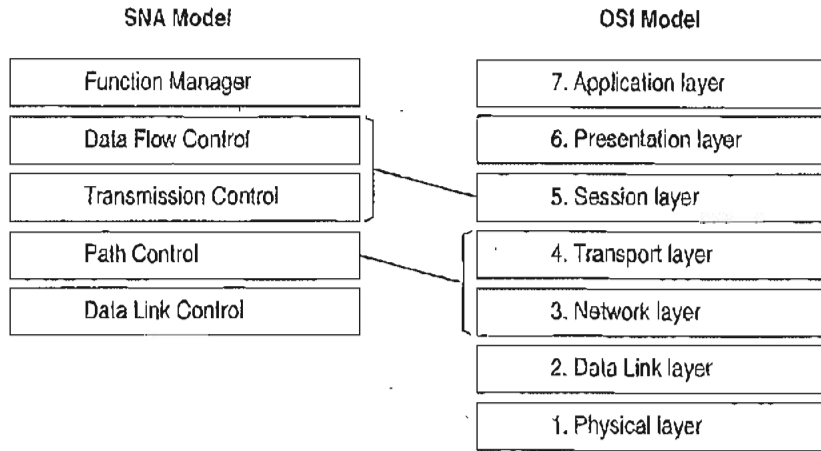 SNA Model
Function Manager
Data Flow Control
Transmission Control
Path Control
Data Link Control
OSI Model
7. Application layer
6. Presentation layer
5. Session layer
4. Transport layer
3. Network layer
2. Data Link layer
1. Physical layer